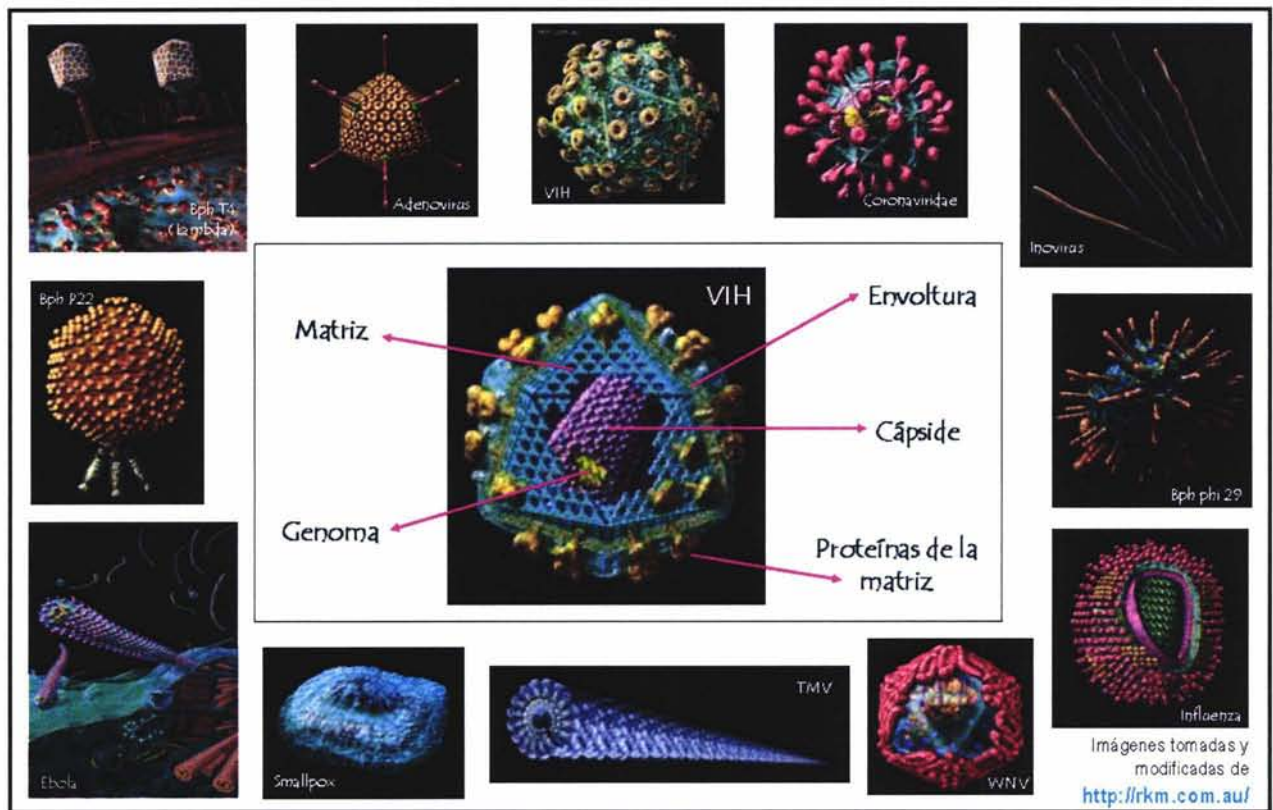 Bph T4
(lambda)
Adenovirus
VIH
Coronaviridae
Inovirus
Bph P22
VIH
Matriz
Envoltura
Cápside
Genoma
Proteínas de la
matriz
Bph phi 29
Ebola
Smallpox
TMV
WNV
Influenza
Imágenes tomadas y
modificadas de
http://rkm.com.au/